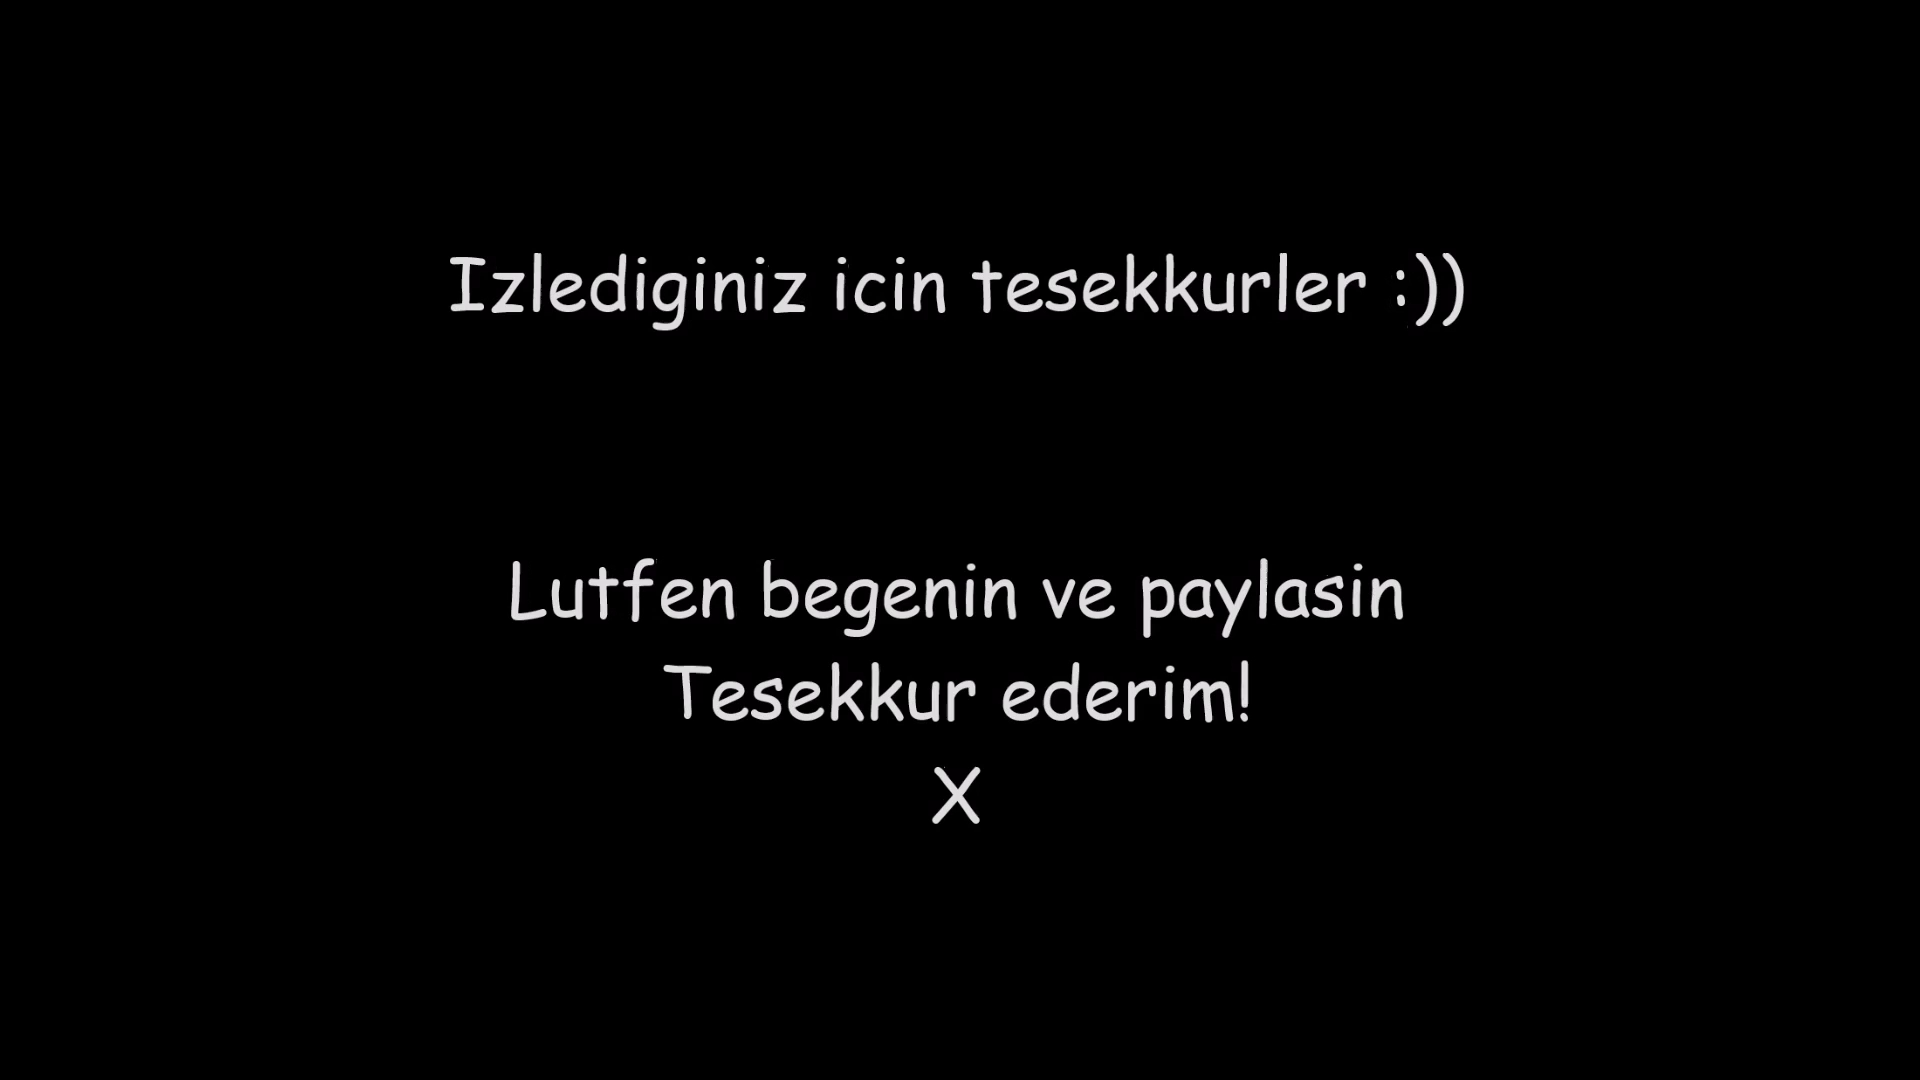 Izlediginiz icin tesekkurler :))
Lutfen begenin ve paylasin
Tesekkur ederim!
X